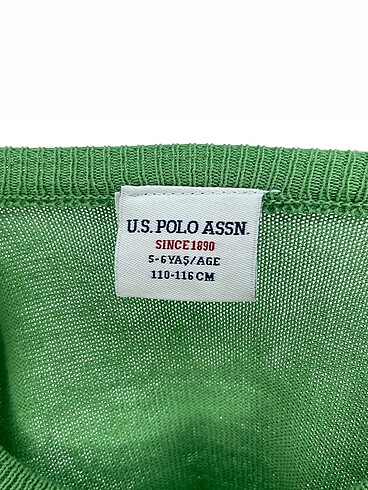 U.S. POLO ASSN.
SINCE 1890
5-6 YAŞ/AGE
110-116 CM